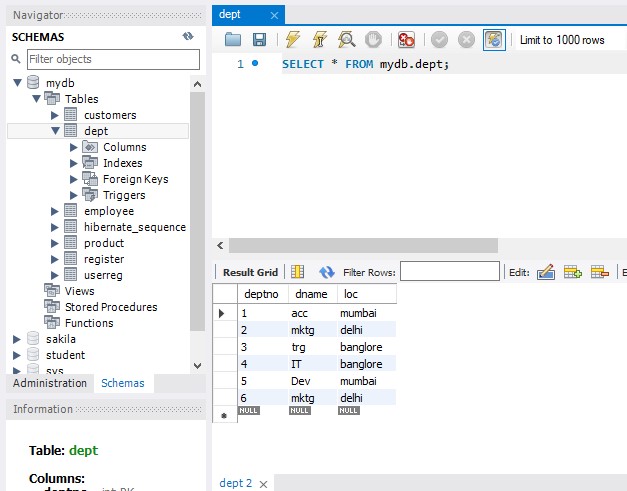 Navigator
SCHEMAS
Filter objects
mydb
Tables
customers
dept
Columns
Indexes
Foreign Keys
Triggers
employee
hibernate_sequence
product
register
userreg
Views
Stored Procedures
Functions
sakila
student
sys
Administration Schemas
Information
Table: dept
Columns:
deptno int PK
dept
Limit to 1000 rows
1 SELECT * FROM mydb.dept;
Result Grid Filter Rows: Edit:
deptno dname loc
1 acc mumbai
2 mktg delhi
3 trg banglore
4 IT banglore
5 Dev mumbai
6 mktg delhi
NULL NULL NULL
dept 2